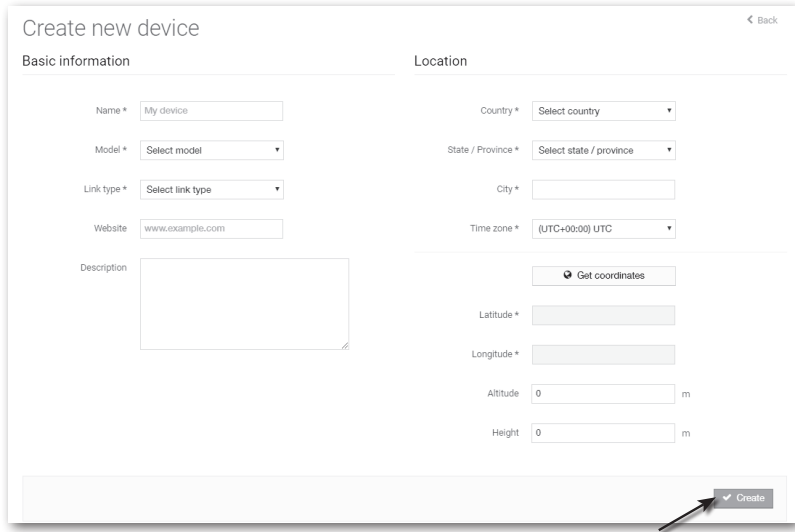 Create new device
Back
Basic information
Name *
My device
Model *
Select model
Link type *
Select link type
Website
www.example.com
Description
Location
Country *
Select country
State / Province *
Select state / province
City *
Time zone *
(UTC+00:00) UTC
Get coordinates
Latitude *
Longitude *
Altitude
0
m
Height
0
m
Create